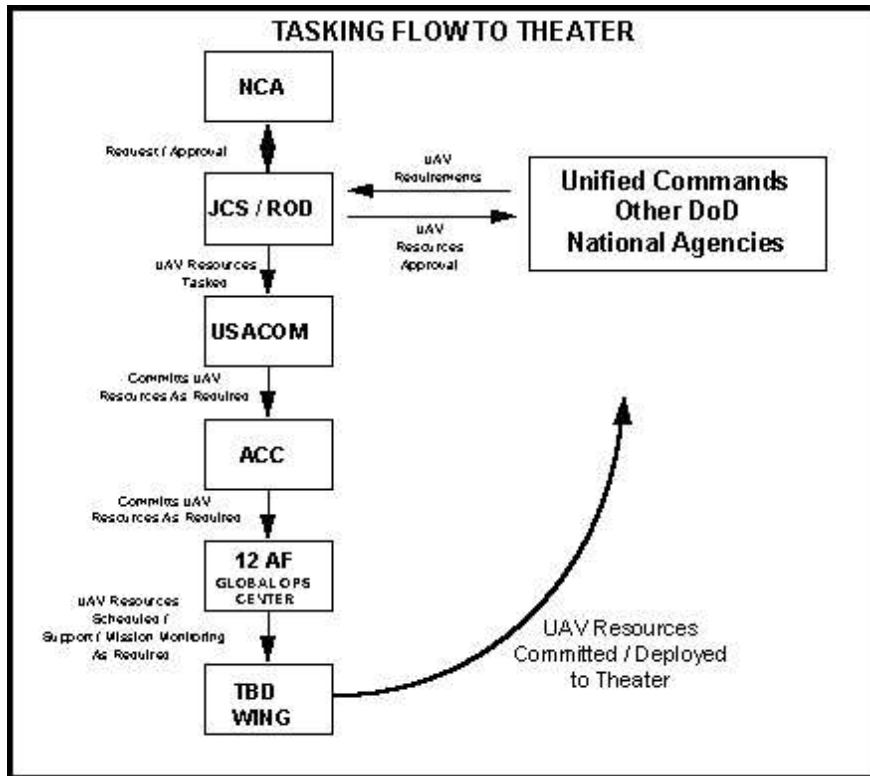 TASKING FLOW TO THEATER
NCA
Request / Approval
JCS / ROD
UAV
Requirements
UAV
Resources
Approval
Unified Commands
Other DoD
National Agencies
UAV Resources
Tasked
USACOM
Committs UAV
Resources As Required
ACC
Committs UAV
Resources As Required
12 AF
GLOBAL OPS
CENTER
UAV Resources
Scheduled /
Support / Mission Monitoring
As Required
TBD
WING
UAV Resources
Committed / Deployed
to Theater